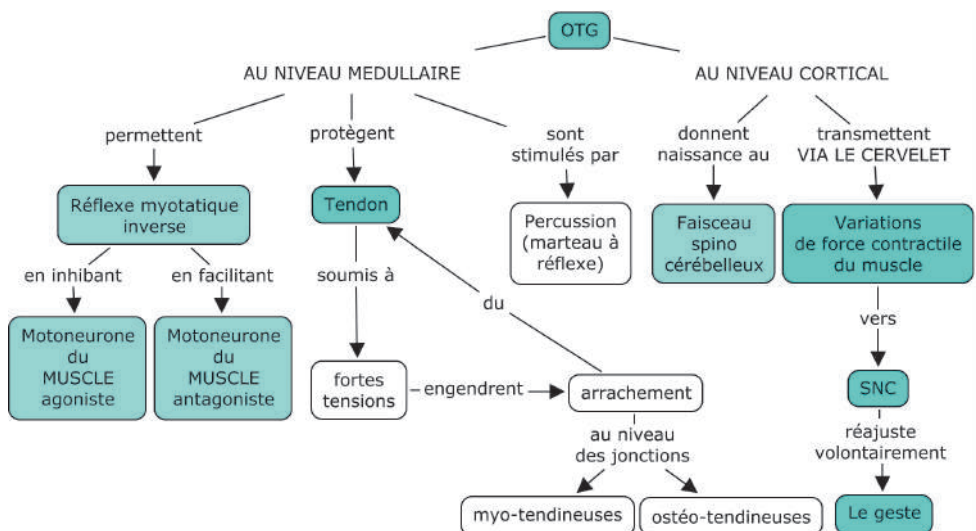 OTG
AU NIVEAU MEDULLAIRE
AU NIVEAU CORTICAL
permettent
protègent
sont
stimulés par
donnent
naissance au
transmettent
VIA LE CERVELET
Réflexe myotatique
inverse
Tendon
Percussion
(marteau à
réflexe)
Faisceau
spino
cérébelleux
Variations
de force contractile
du muscle
en inhibant
en facilitant
soumis à
du
vers
Motoneurone
du
MUSCLE
agoniste
Motoneurone
du
MUSCLE
antagoniste
fortes
tensions
engendrent
arrachement
SNC
au niveau
des jonctions
réajuste
volontairement
myo-tendineuses
ostéo-tendineuses
Le geste